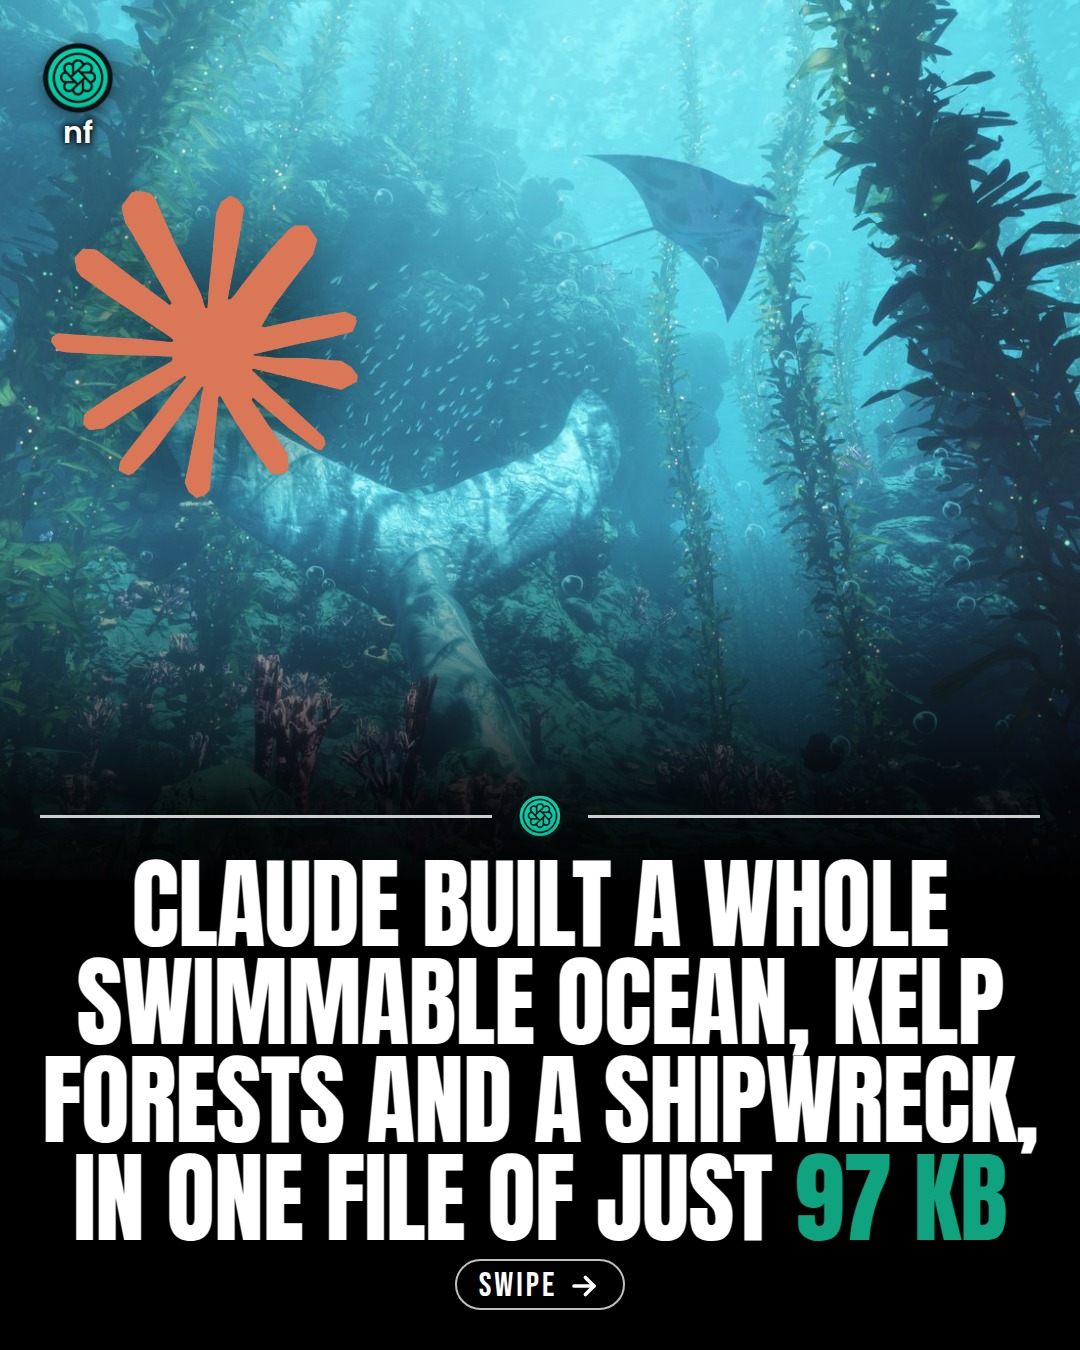 nf
CLAUDE BUILT A WHOLE
SWIMMABLE OCEAN, KELP
FORESTS AND A SHIPWRECK,
IN ONE FILE OF JUST 97 KB
SWIPE →